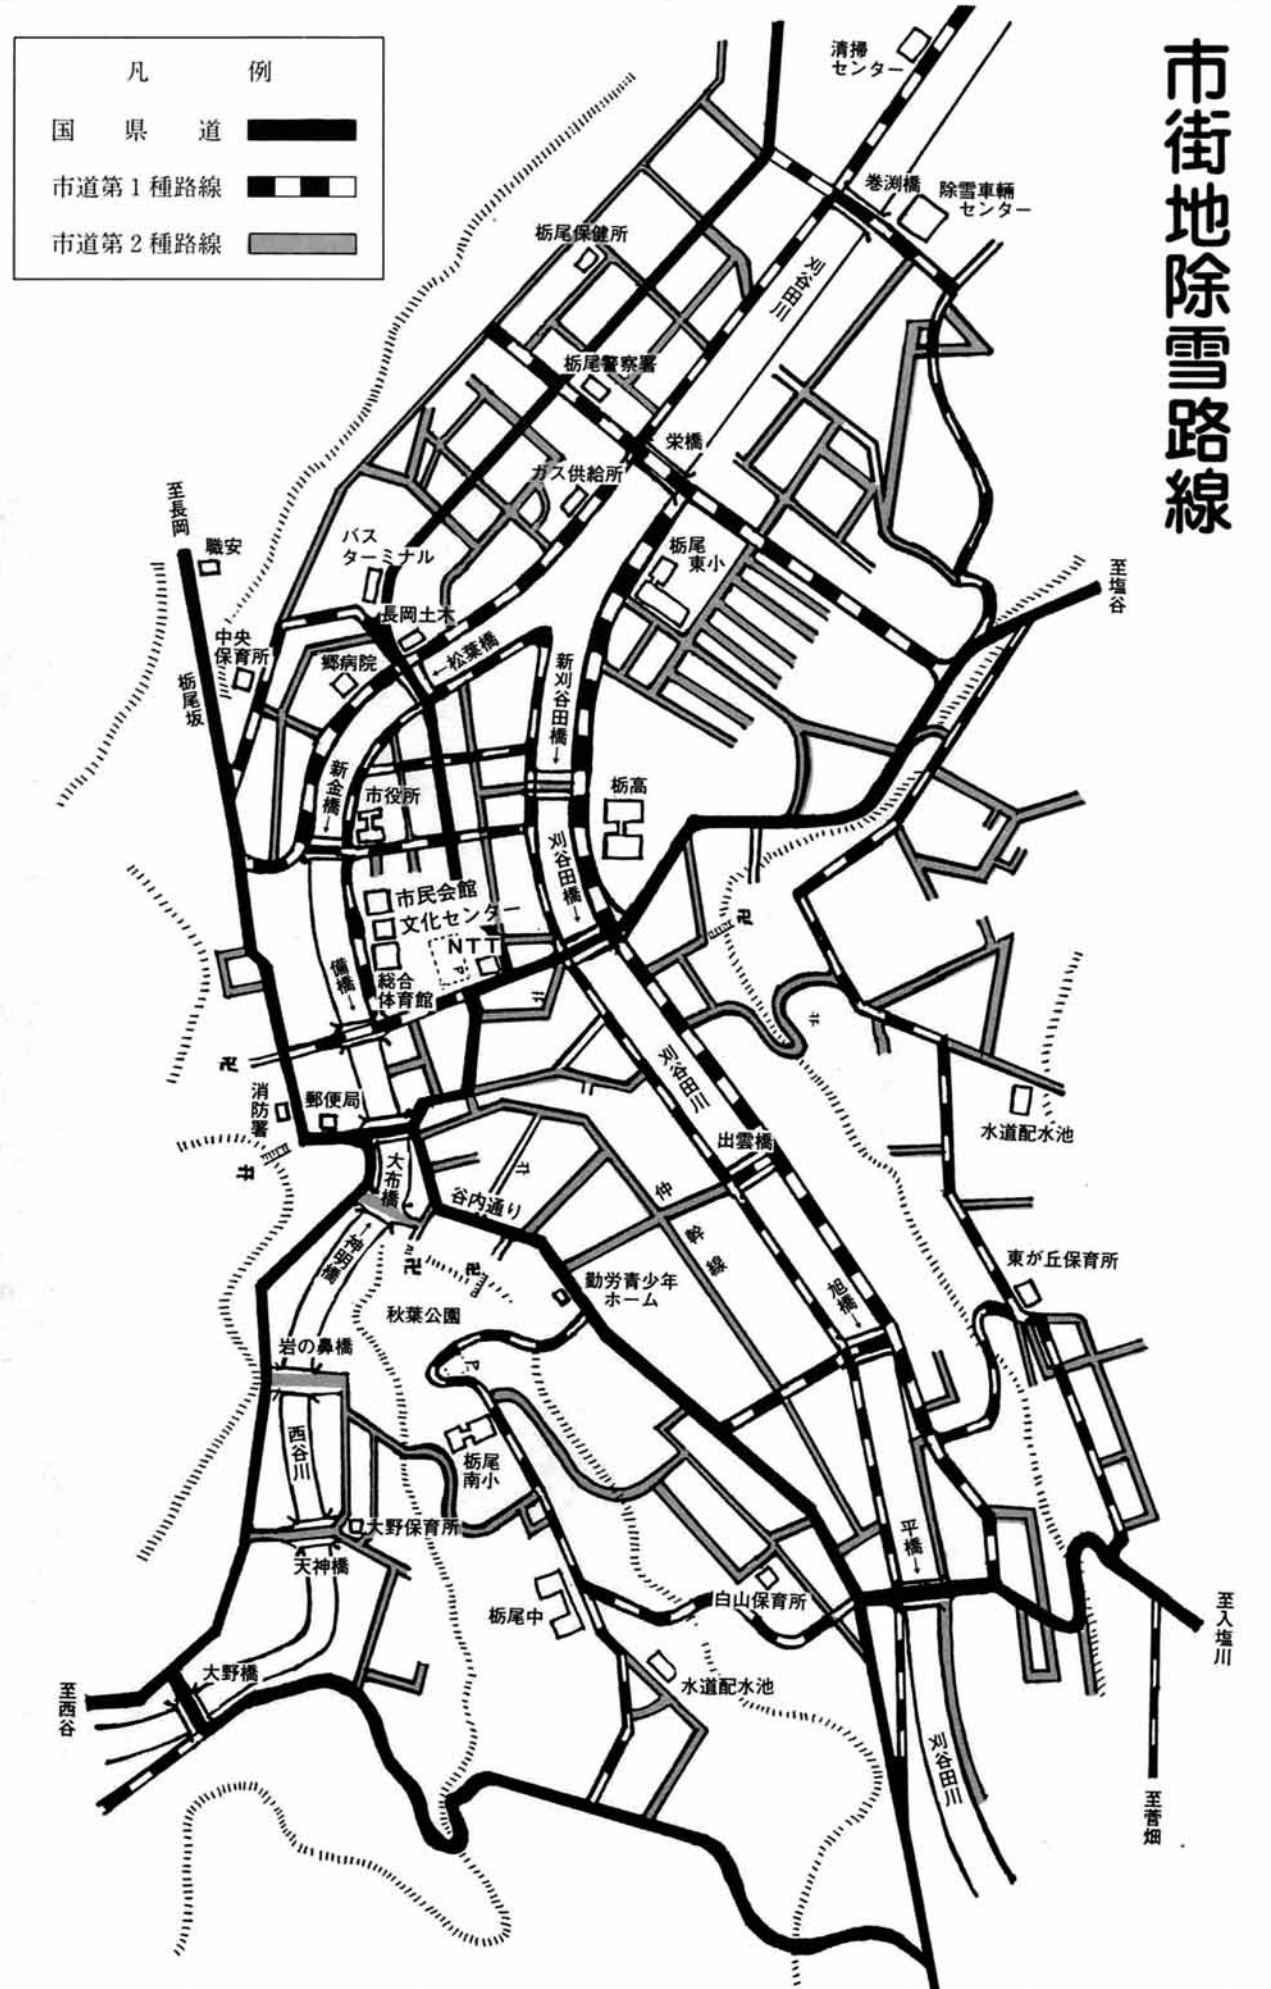 市街地除雪路線
凡例
国県道
市道第1種路線
市道第2種路線
清掃
センター
巻渕橋
除雪車輛
センター
栃尾保健所
刈谷田川
栃尾警察署
栄橋
ガス供給所
至長岡
職安
バス
ターミナル
栃尾
東小
至塩谷
長岡土木
中央
保育所
郷病院
←松葉橋
新刈谷田橋→
栃尾坂
新金橋→
市役所
栃高
刈谷田橋→
市民会館
文化センター
NTT
P
卍
備橋→
総合
体育館
卍
消防署
郵便局
刈谷田川
水道配水池
出雲橋
大布橋
谷内通り
仲幹線
←神明橋
卍
卍
勤労青少年
ホーム
東が丘保育所
旭橋→
秋葉公園
岩の鼻橋
P
西谷川
栃尾
南小
大野保育所
天神橋
平橋→
栃尾中
白山保育所
至入塩川
大野橋
水道配水池
至西谷
刈谷田川
至菅畑